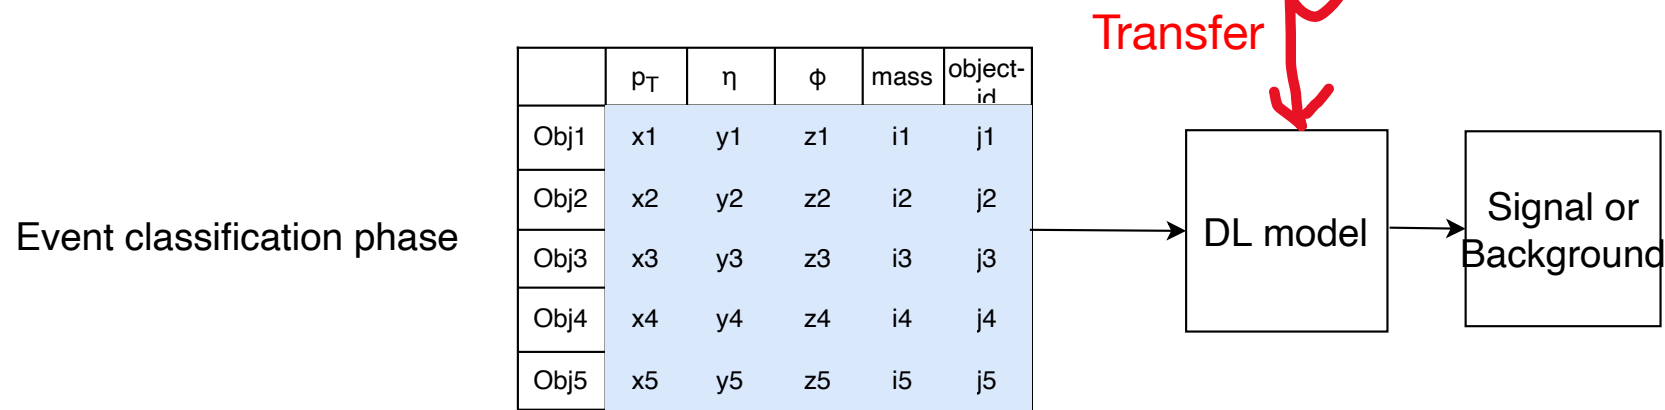 Transfer
pT η ϕ mass object-
id
Obj1 x1 y1 z1 i1 j1
Obj2 x2 y2 z2 i2 j2
Obj3 x3 y3 z3 i3 j3
Obj4 x4 y4 z4 i4 j4
Obj5 x5 y5 z5 i5 j5
Event classification phase
DL model
Signal or
Background